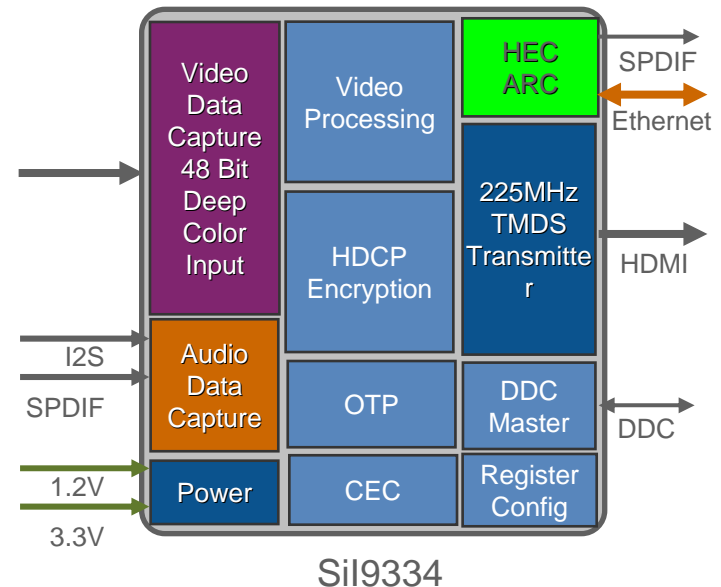 Video
Data
Capture
48 Bit
Deep
Color
Input
Video
Processing
HEC
ARC
SPDIF
Ethernet
225MHz
TMDS
Transmitte
r
HDMI
HDCP
Encryption
I2S
SPDIF
Audio
Data
Capture
OTP
DDC
Master
DDC
1.2V
3.3V
Power
CEC
Register
Config
SiI9334